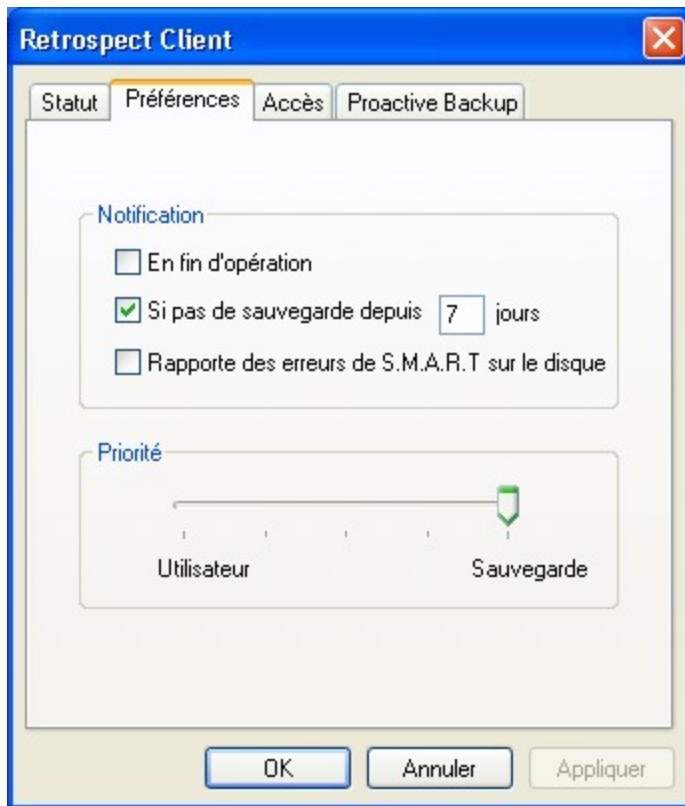 Retrospect Client
Statut Préférences Accès Proactive Backup
Notification
En fin d'opération
Si pas de sauvegarde depuis 7 jours
Rapporte des erreurs de S.M.A.R.T sur le disque
Priorité
Utilisateur Sauvegarde
OK Annuler Appliquer